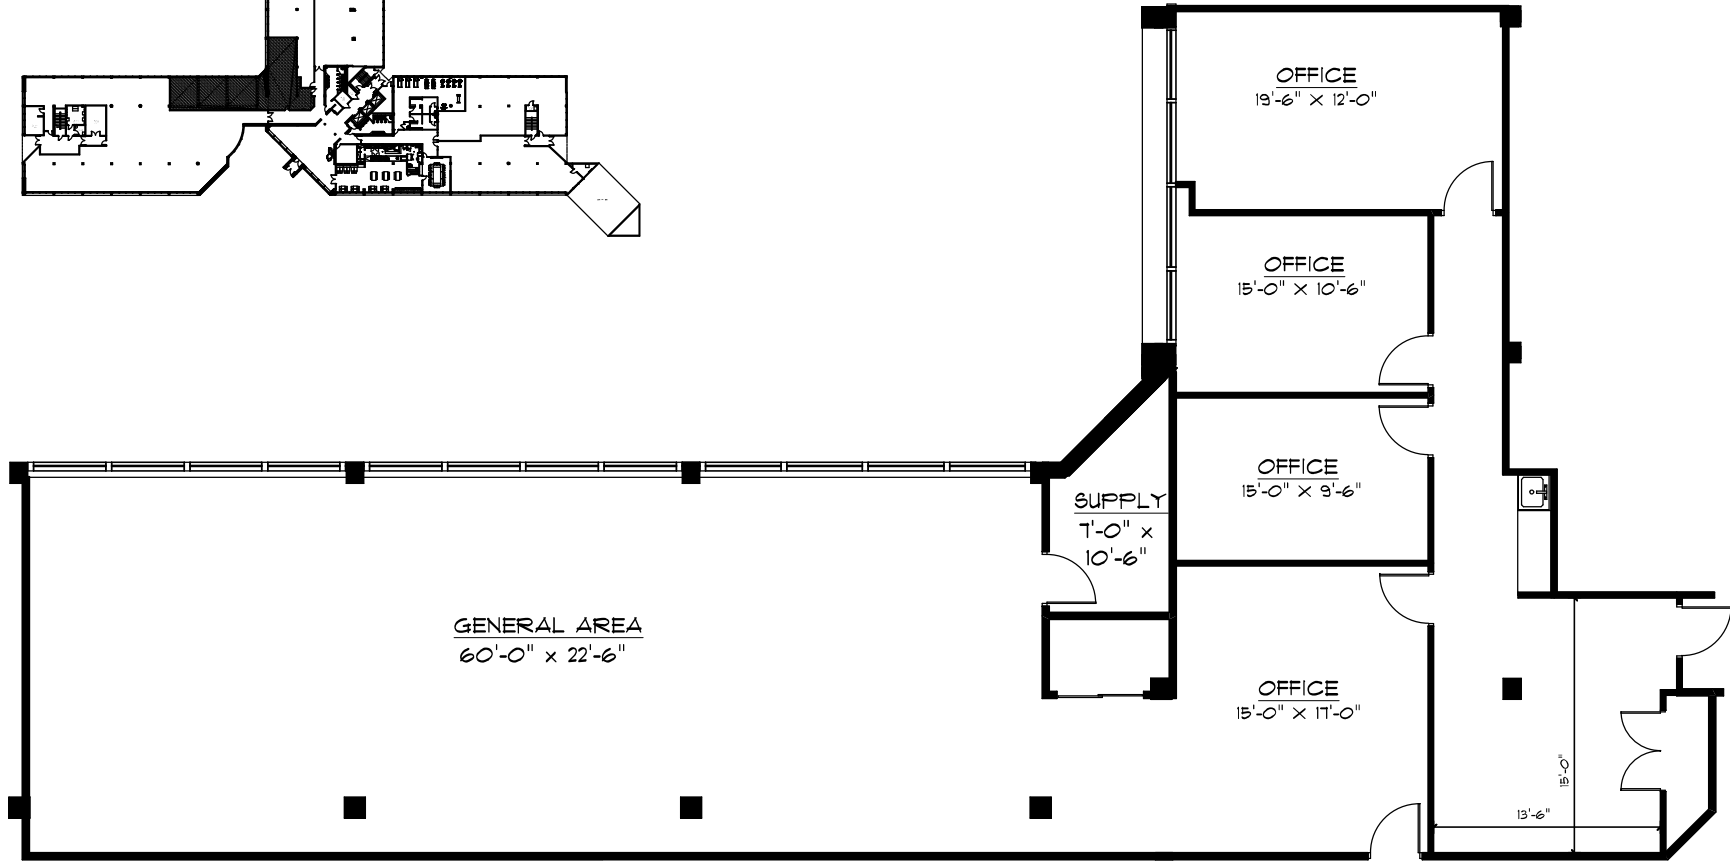 OFFICE
19'-6" X 12'-0"
OFFICE
15'-0" X 10'-6"
OFFICE
15'-0" X 9'-6"
SUPPLY
7'-0" x
10'-6"
GENERAL AREA
60'-0" x 22'-6"
OFFICE
15'-0" X 17'-0"
15'-0"
13'-6"